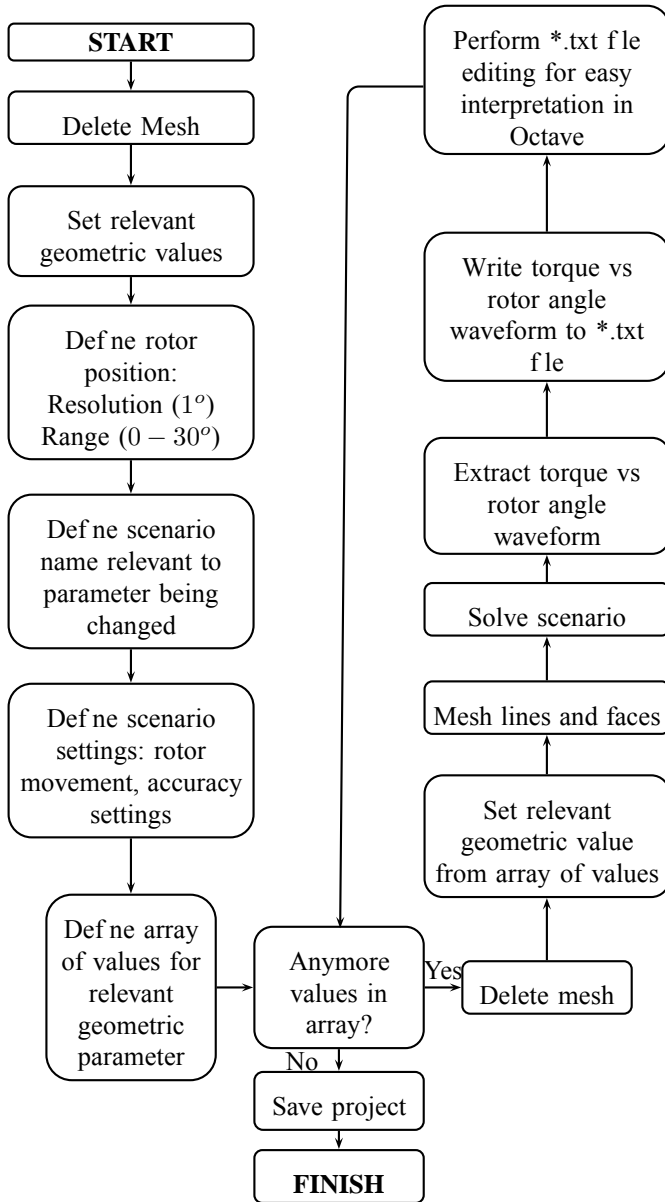 START
Delete Mesh
Set relevant
geometric values
Def ne rotor
position:
Resolution (1°)
Range (0 – 30°)
Def ne scenario
name relevant to
parameter being
changed
Def ne scenario
settings: rotor
movement, accuracy
settings
Def ne array
of values for
relevant
geometric
parameter
Anymore
values in
array?
Yes
No
Save project
FINISH
Delete mesh
Set relevant
geometric value
from array of values
Mesh lines and faces
Solve scenario
Extract torque vs
rotor angle
waveform
Write torque vs
rotor angle
waveform to *.txt
f le
Perform *.txt f le
editing for easy
interpretation in
Octave